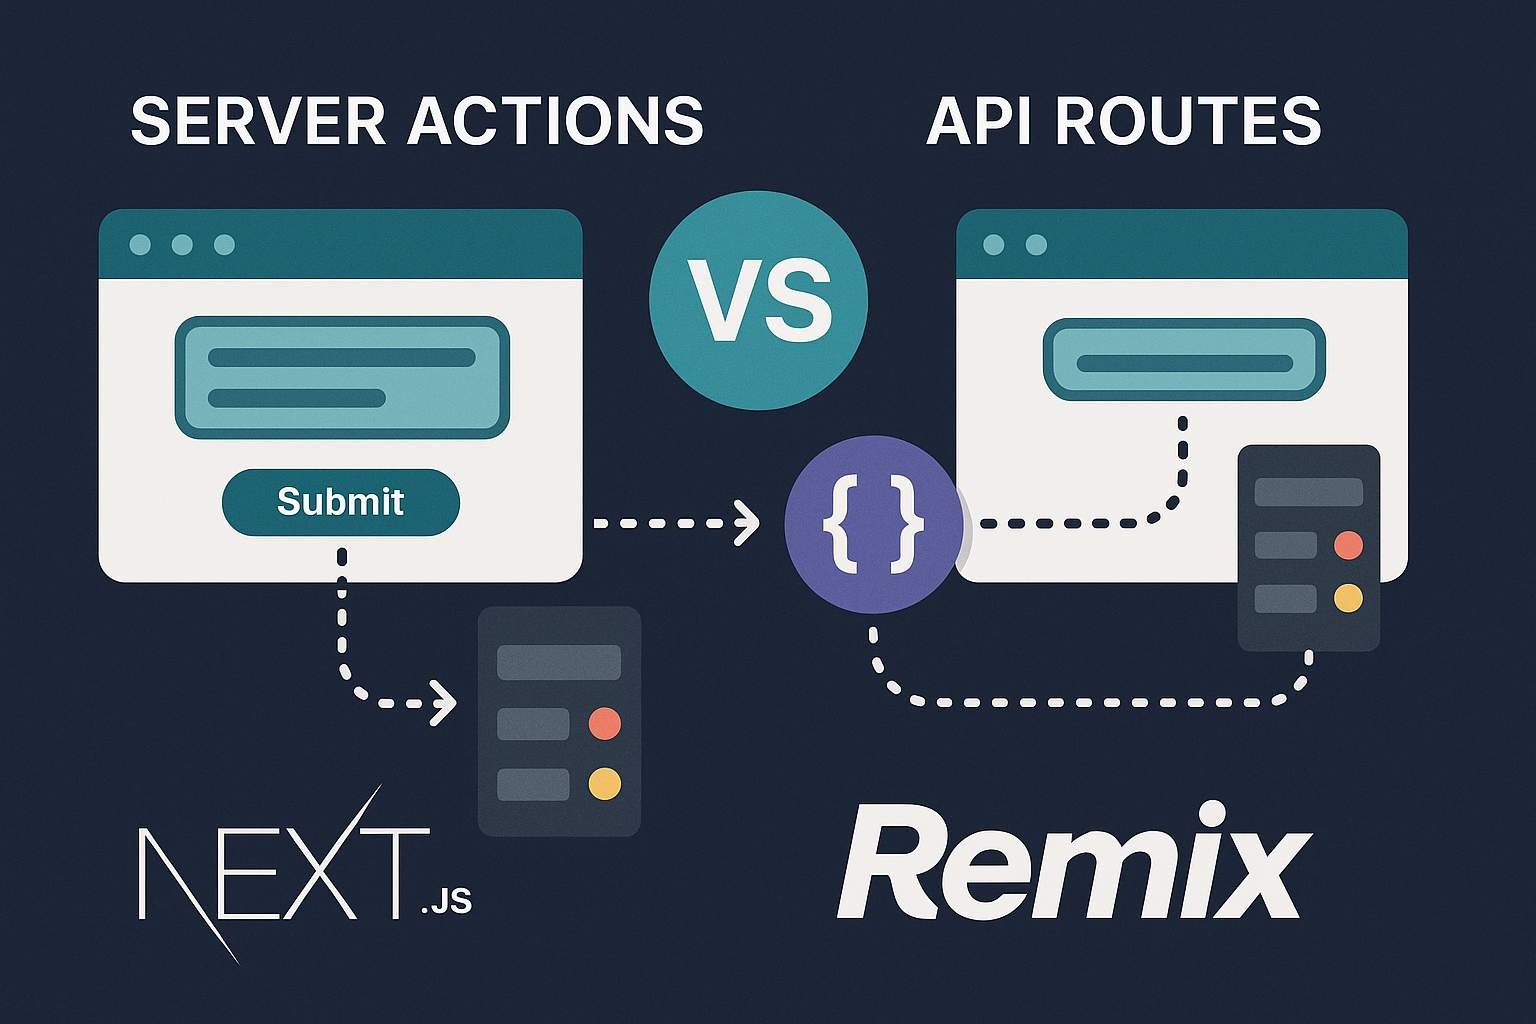 SERVER ACTIONS
API ROUTES
VS
Submit
{ }
NEXT.JS
Remix